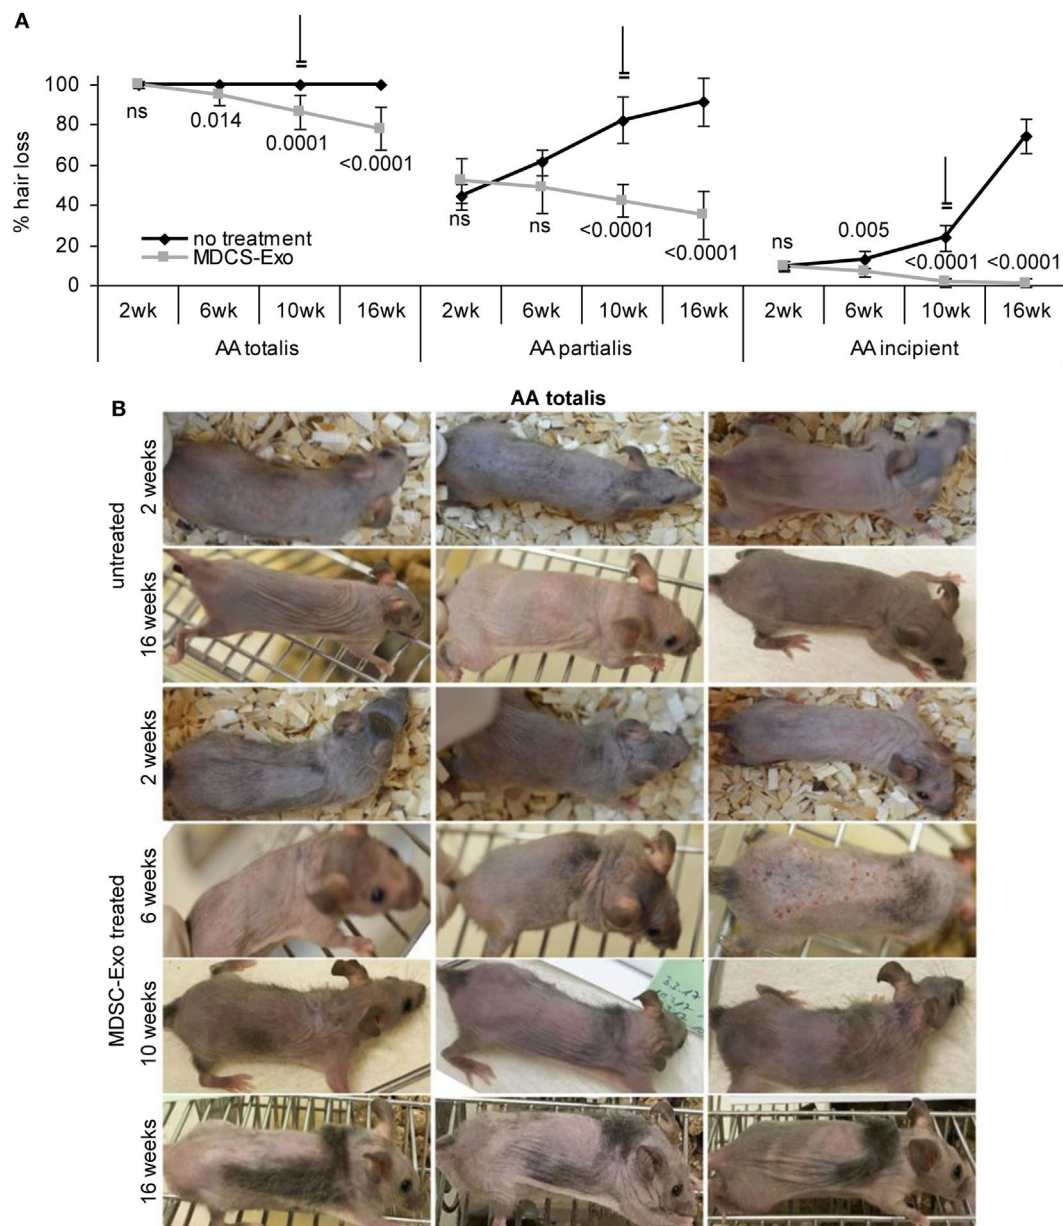 A
% hair loss
100
80
60
40
20
0
ns
0.014
0.0001
<0.0001
ns
ns
<0.0001
<0.0001
ns
0.005
<0.0001
<0.0001
no treatment
MDCS-Exo
2wk 6wk 10wk 16wk 2wk 6wk 10wk 16wk 2wk 6wk 10wk 16wk
AA totalis AA partialis AA incipient
B
AA totalis
untreated
2 weeks
16 weeks
MDSC-Exo treated
2 weeks
6 weeks
10 weeks
16 weeks